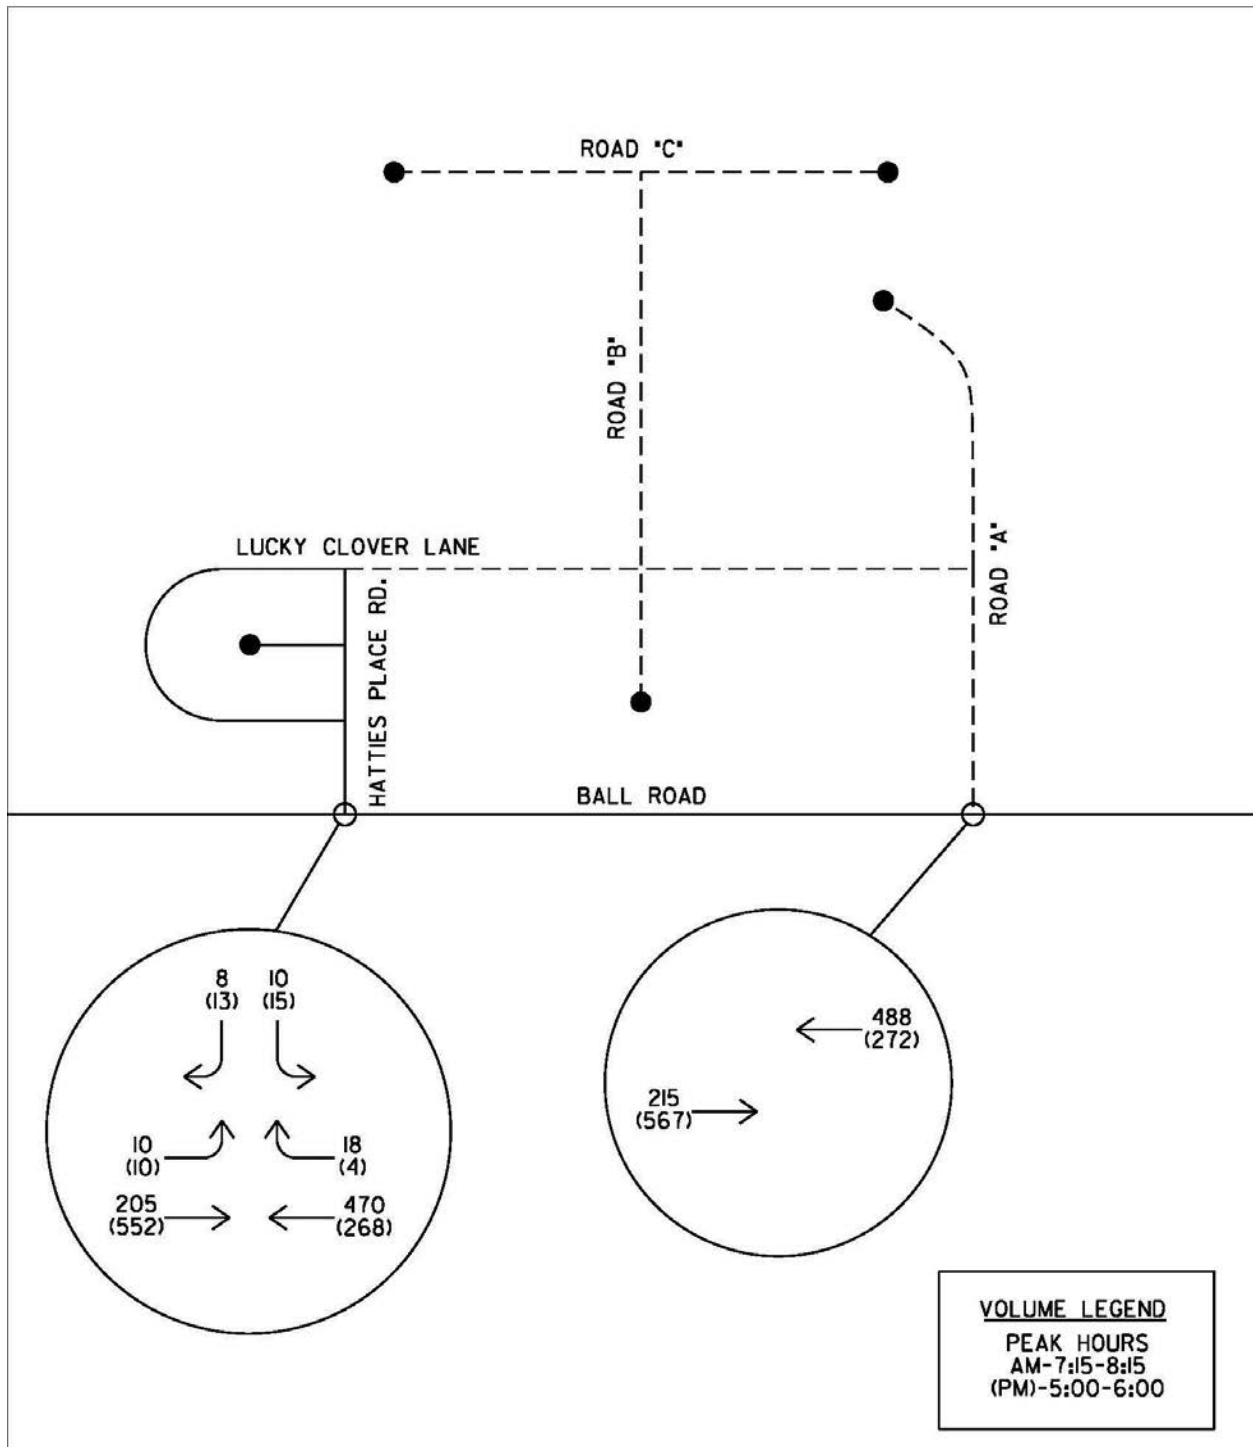 ROAD "C"
ROAD "B"
ROAD "A"
LUCKY CLOVER LANE
HATTIES PLACE RD.
BALL ROAD
8 10
(13) (15)
10 18
(10) (4)
205 470
(552) (268)
488
(272)
215
(567)
VOLUME LEGEND
PEAK HOURS
AM-7:15-8:15
(PM)-5:00-6:00